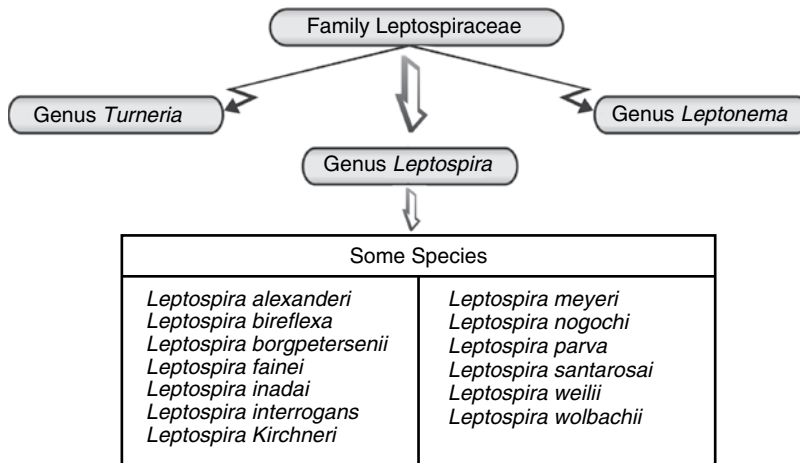 Family Leptospiraceae
Genus Turneria
Genus Leptonema
Genus Leptospira
Some Species
Leptospira alexanderi
Leptospira bireflexa
Leptospira borgpetersenii
Leptospira fainei
Leptospira inadai
Leptospira interrogans
Leptospira Kirchneri
Leptospira meyeri
Leptospira nogochi
Leptospira parva
Leptospira santarosai
Leptospira weilii
Leptospira wolbachii